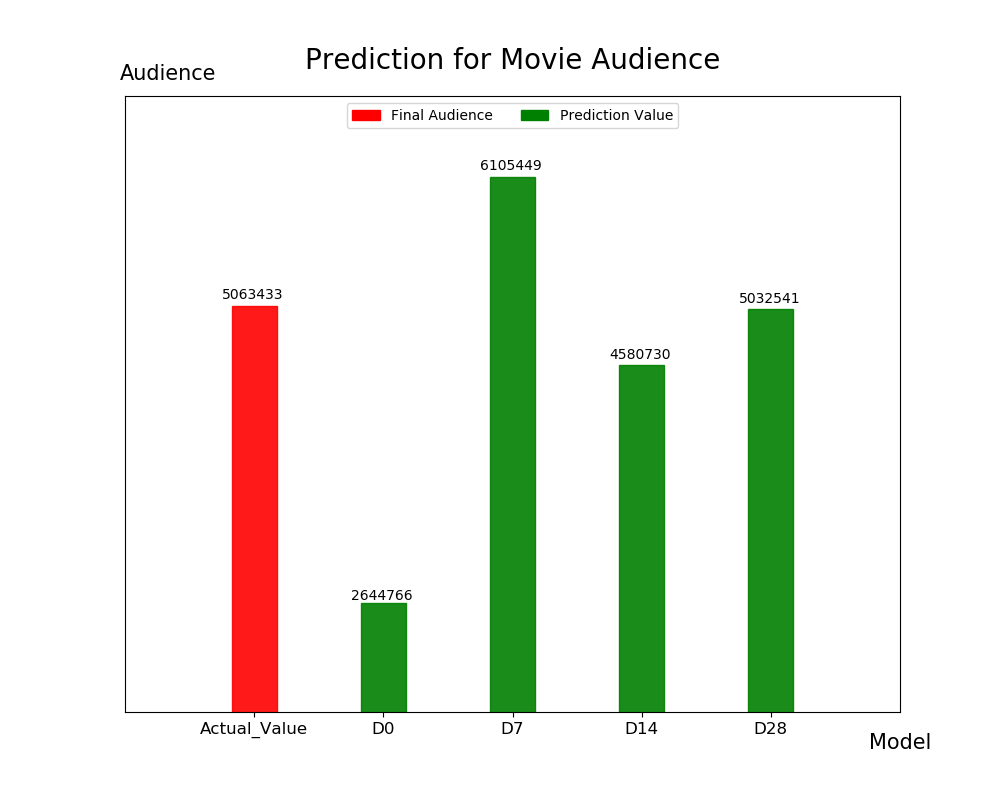 Prediction for Movie Audience
Audience
Final Audience
Prediction Value
6105449
5063433
5032541
4580730
2644766
Actual_Value
D0
D7
D14
D28
Model